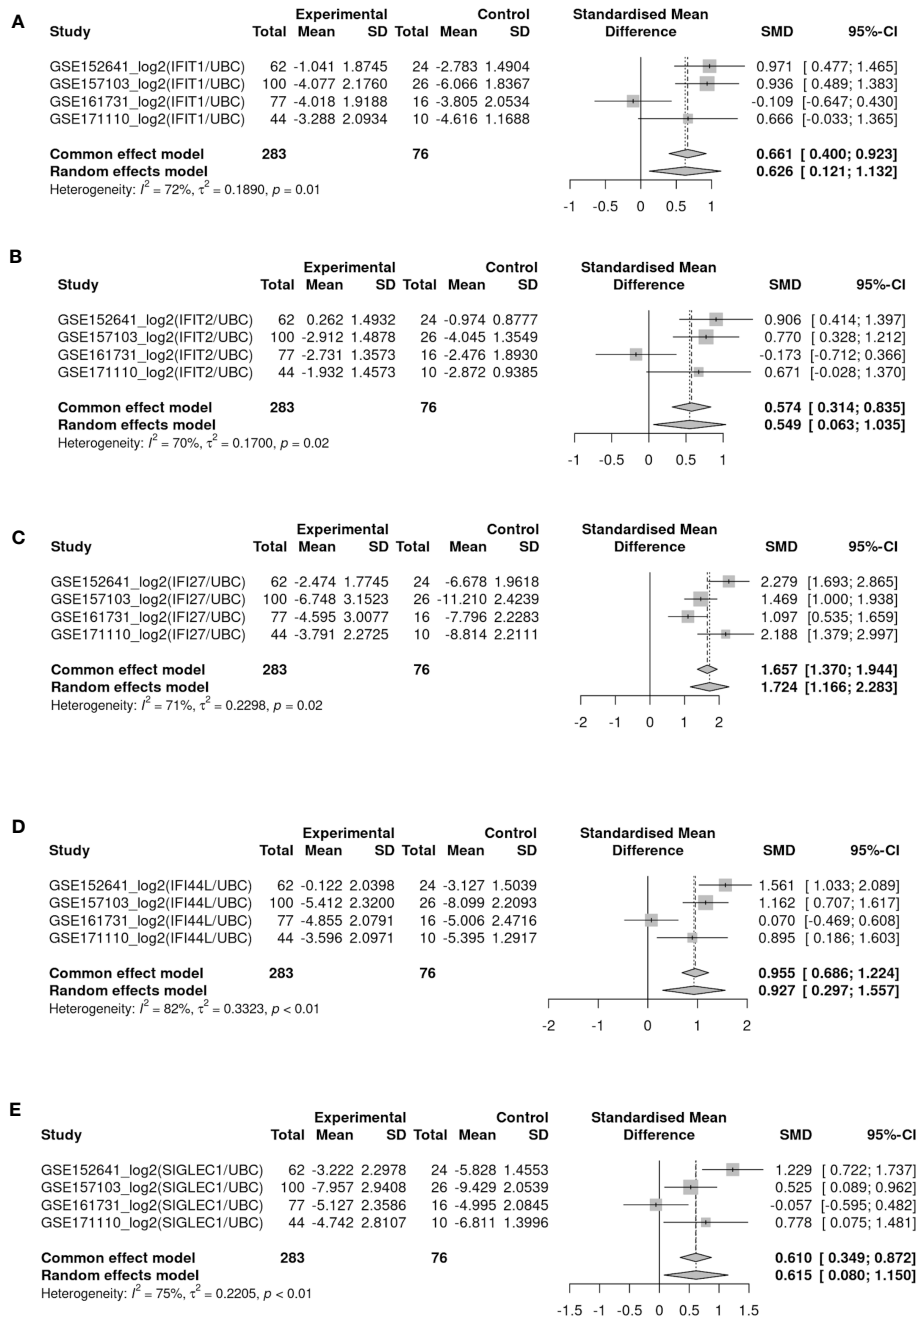 A
Experimental Control Standardised Mean
Study Total Mean SD Total Mean SD Difference SMD 95%-CI
GSE152641_log2(IFIT1/UBC) 62 -1.041 1.8745 24 -2.783 1.4904 0.971 [ 0.477; 1.465]
GSE157103_log2(IFIT1/UBC) 100 -4.077 2.1760 26 -6.066 1.8367 0.936 [ 0.489; 1.383]
GSE161731_log2(IFIT1/UBC) 77 -4.018 1.9188 16 -3.805 2.0534 -0.109 [-0.647; 0.430]
GSE171110_log2(IFIT1/UBC) 44 -3.288 2.0934 10 -4.616 1.1688 0.666 [-0.033; 1.365]
Common effect model 283 76 0.661 [ 0.400; 0.923]
Random effects model 0.626 [ 0.121; 1.132]
Heterogeneity: I² = 72%, τ² = 0.1890, p = 0.01
-1 -0.5 0 0.5 1
B
Experimental Control Standardised Mean
Study Total Mean SD Total Mean SD Difference SMD 95%-CI
GSE152641_log2(IFIT2/UBC) 62 0.262 1.4932 24 -0.974 0.8777 0.906 [ 0.414; 1.397]
GSE157103_log2(IFIT2/UBC) 100 -2.912 1.4878 26 -4.045 1.3549 0.770 [ 0.328; 1.212]
GSE161731_log2(IFIT2/UBC) 77 -2.731 1.3573 16 -2.476 1.8930 -0.173 [-0.712; 0.366]
GSE171110_log2(IFIT2/UBC) 44 -1.932 1.4573 10 -2.872 0.9385 0.671 [-0.028; 1.370]
Common effect model 283 76 0.574 [ 0.314; 0.835]
Random effects model 0.549 [ 0.063; 1.035]
Heterogeneity: I² = 70%, τ² = 0.1700, p = 0.02
-1 -0.5 0 0.5 1
C
Experimental Control Standardised Mean
Study Total Mean SD Total Mean SD Difference SMD 95%-CI
GSE152641_log2(IFI27/UBC) 62 -2.474 1.7745 24 -6.678 1.9618 2.279 [1.693; 2.865]
GSE157103_log2(IFI27/UBC) 100 -6.748 3.1523 26 -11.210 2.4239 1.469 [1.000; 1.938]
GSE161731_log2(IFI27/UBC) 77 -4.595 3.0077 16 -7.796 2.2283 1.097 [0.535; 1.659]
GSE171110_log2(IFI27/UBC) 44 -3.791 2.2725 10 -8.814 2.2111 2.188 [1.379; 2.997]
Common effect model 283 76 1.657 [1.370; 1.944]
Random effects model 1.724 [1.166; 2.283]
Heterogeneity: I² = 71%, τ² = 0.2298, p = 0.02
-2 -1 0 1 2
D
Experimental Control Standardised Mean
Study Total Mean SD Total Mean SD Difference SMD 95%-CI
GSE152641_log2(IFI44L/UBC) 62 -0.122 2.0398 24 -3.127 1.5039 1.561 [ 1.033; 2.089]
GSE157103_log2(IFI44L/UBC) 100 -5.412 2.3200 26 -8.099 2.2093 1.162 [ 0.707; 1.617]
GSE161731_log2(IFI44L/UBC) 77 -4.855 2.0791 16 -5.006 2.4716 0.070 [-0.469; 0.608]
GSE171110_log2(IFI44L/UBC) 44 -3.596 2.0971 10 -5.395 1.2917 0.895 [ 0.186; 1.603]
Common effect model 283 76 0.955 [ 0.686; 1.224]
Random effects model 0.927 [ 0.297; 1.557]
Heterogeneity: I² = 82%, τ² = 0.3323, p < 0.01
-2 -1 0 1 2
E
Experimental Control Standardised Mean
Study Total Mean SD Total Mean SD Difference SMD 95%-CI
GSE152641_log2(SIGLEC1/UBC) 62 -3.222 2.2978 24 -5.828 1.4553 1.229 [ 0.722; 1.737]
GSE157103_log2(SIGLEC1/UBC) 100 -7.957 2.9408 26 -9.429 2.0539 0.525 [ 0.089; 0.962]
GSE161731_log2(SIGLEC1/UBC) 77 -5.127 2.3586 16 -4.995 2.0845 -0.057 [-0.595; 0.482]
GSE171110_log2(SIGLEC1/UBC) 44 -4.742 2.8107 10 -6.811 1.3996 0.778 [ 0.075; 1.481]
Common effect model 283 76 0.610 [ 0.349; 0.872]
Random effects model 0.615 [ 0.080; 1.150]
Heterogeneity: I² = 75%, τ² = 0.2205, p < 0.01
-1.5 -1 -0.5 0 0.5 1 1.5